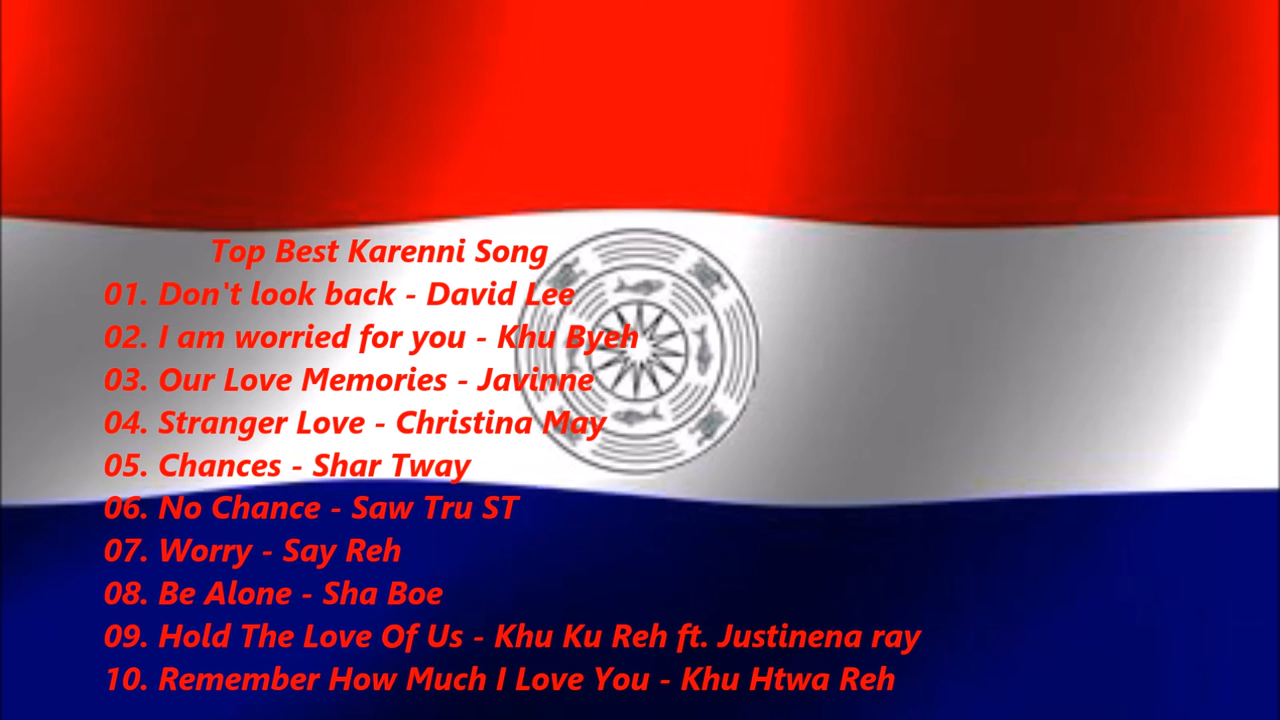 Top Best Karenni Song
01. Don't look back - David Lee
02. I am worried for you - Khu Byeh
03. Our Love Memories - Javinne
04. Stranger Love - Christina May
05. Chances - Shar Tway
06. No Chance - Saw Tru ST
07. Worry - Say Reh
08. Be Alone - Sha Boe
09. Hold The Love Of Us - Khu Ku Reh ft. Justinena ray
10. Remember How Much I Love You - Khu Htwa Reh